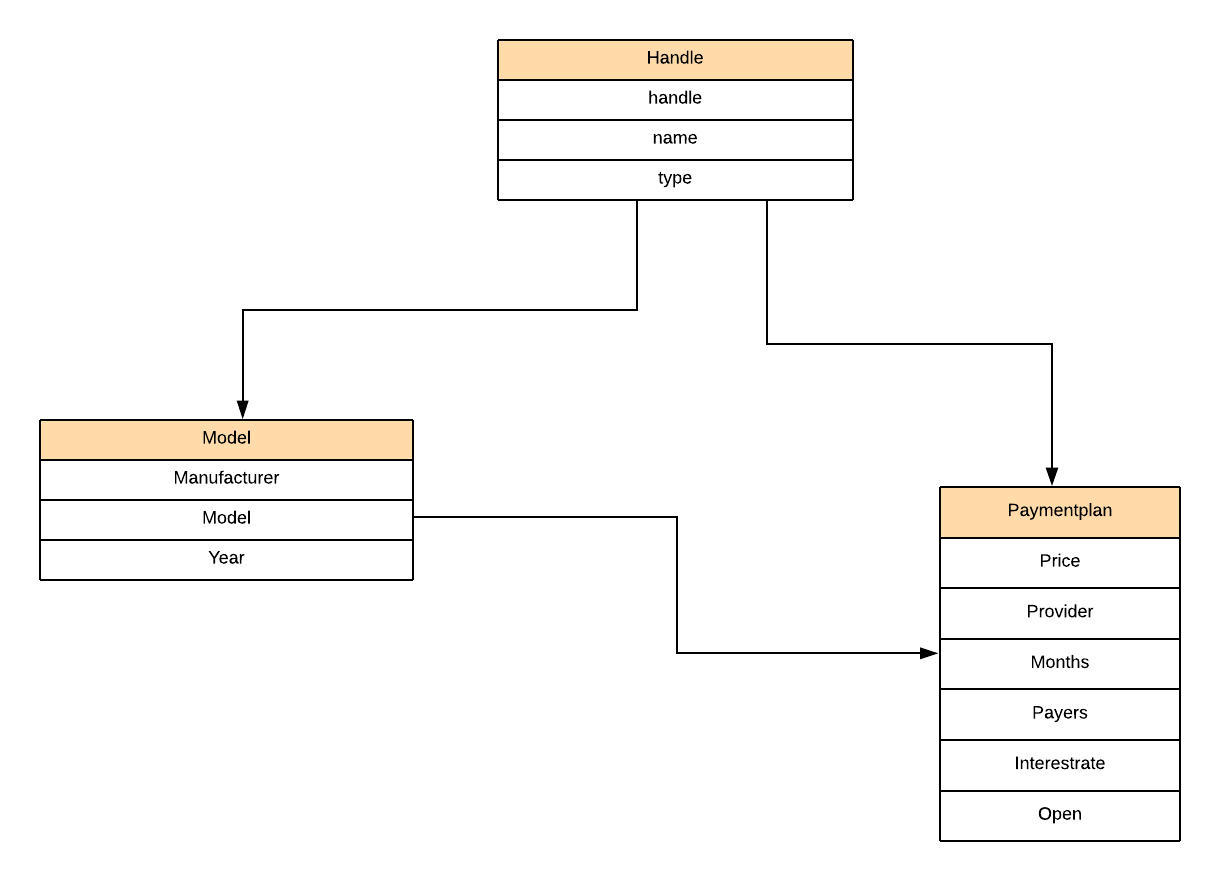 Handle
handle
name
type
Model
Manufacturer
Model
Year
Paymentplan
Price
Provider
Months
Payers
Interestrate
Open